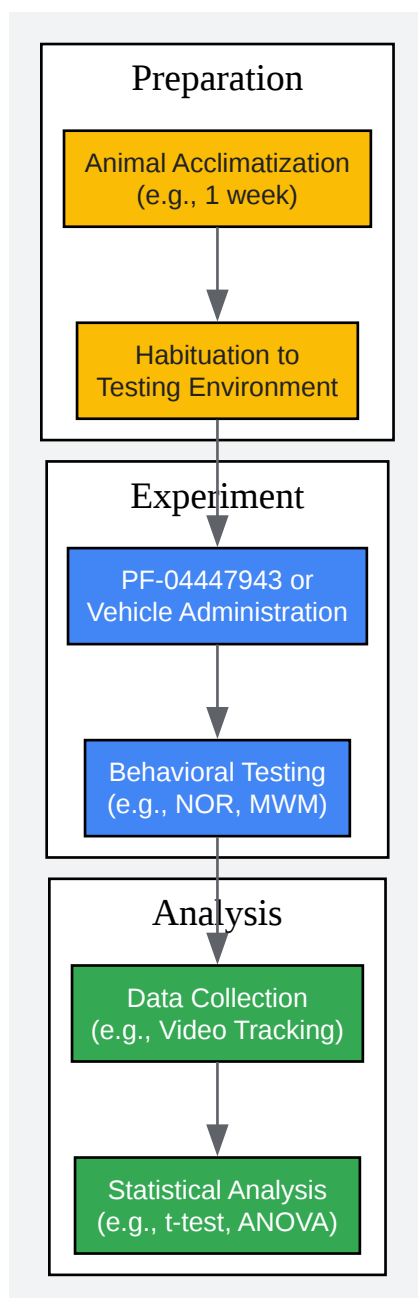 Preparation
Animal Acclimatization
(e.g., 1 week)
Habituation to
Testing Environment
Experiment
PF-04447943 or
Vehicle Administration
Behavioral Testing
(e.g., NOR, MWM)
Analysis
Data Collection
(e.g., Video Tracking)
Statistical Analysis
(e.g., t-test, ANOVA)